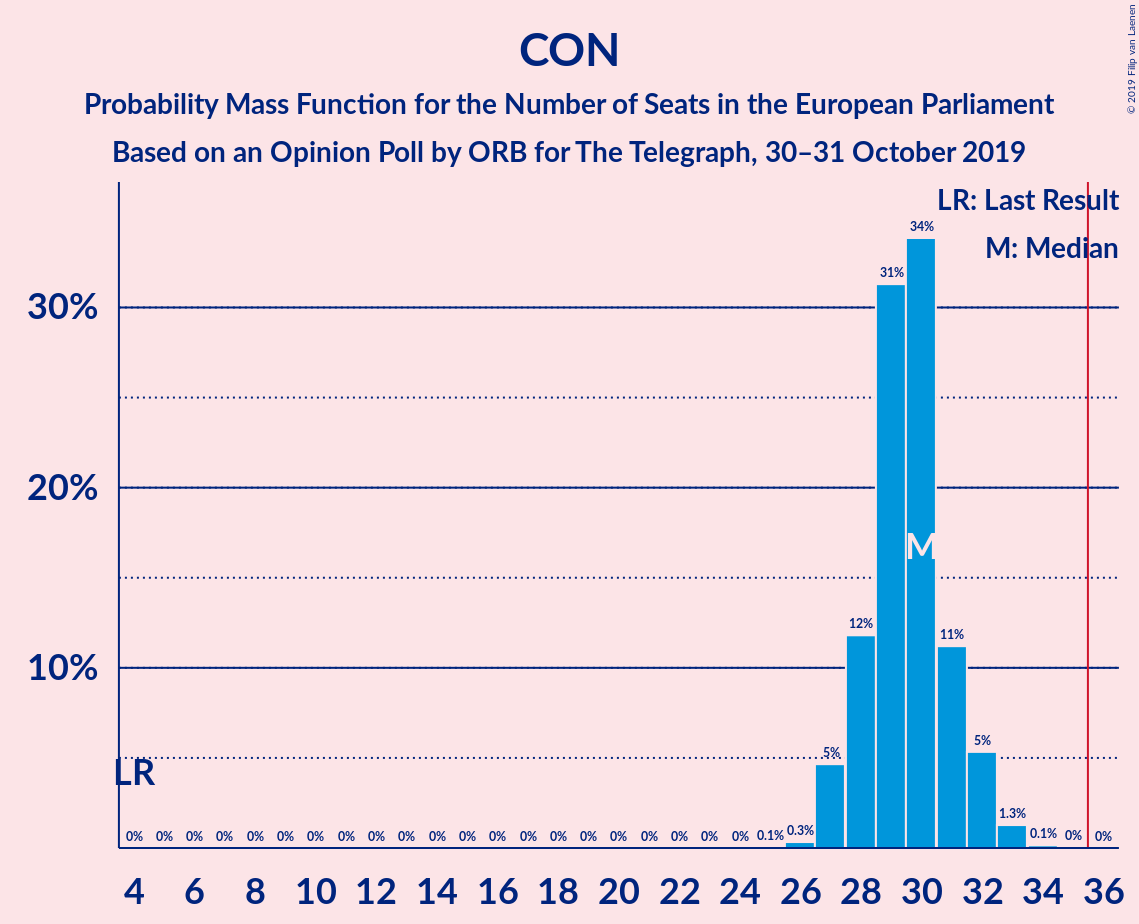 CON
Probability Mass Function for the Number of Seats in the European Parliament
Based on an Opinion Poll by ORB for The Telegraph, 30–31 October 2019
© 2019 Filip van Laenen
LR: Last Result
M: Median
34%
31%
30%
20%
M
12%
11%
10%
5%
5%
LR
1.3%
0% 0% 0% 0% 0% 0% 0% 0% 0% 0% 0% 0% 0% 0% 0% 0% 0% 0% 0% 0% 0% 0.1% 0.3% 0.1% 0% 0%
4 6 8 10 12 14 16 18 20 22 24 26 28 30 32 34 36